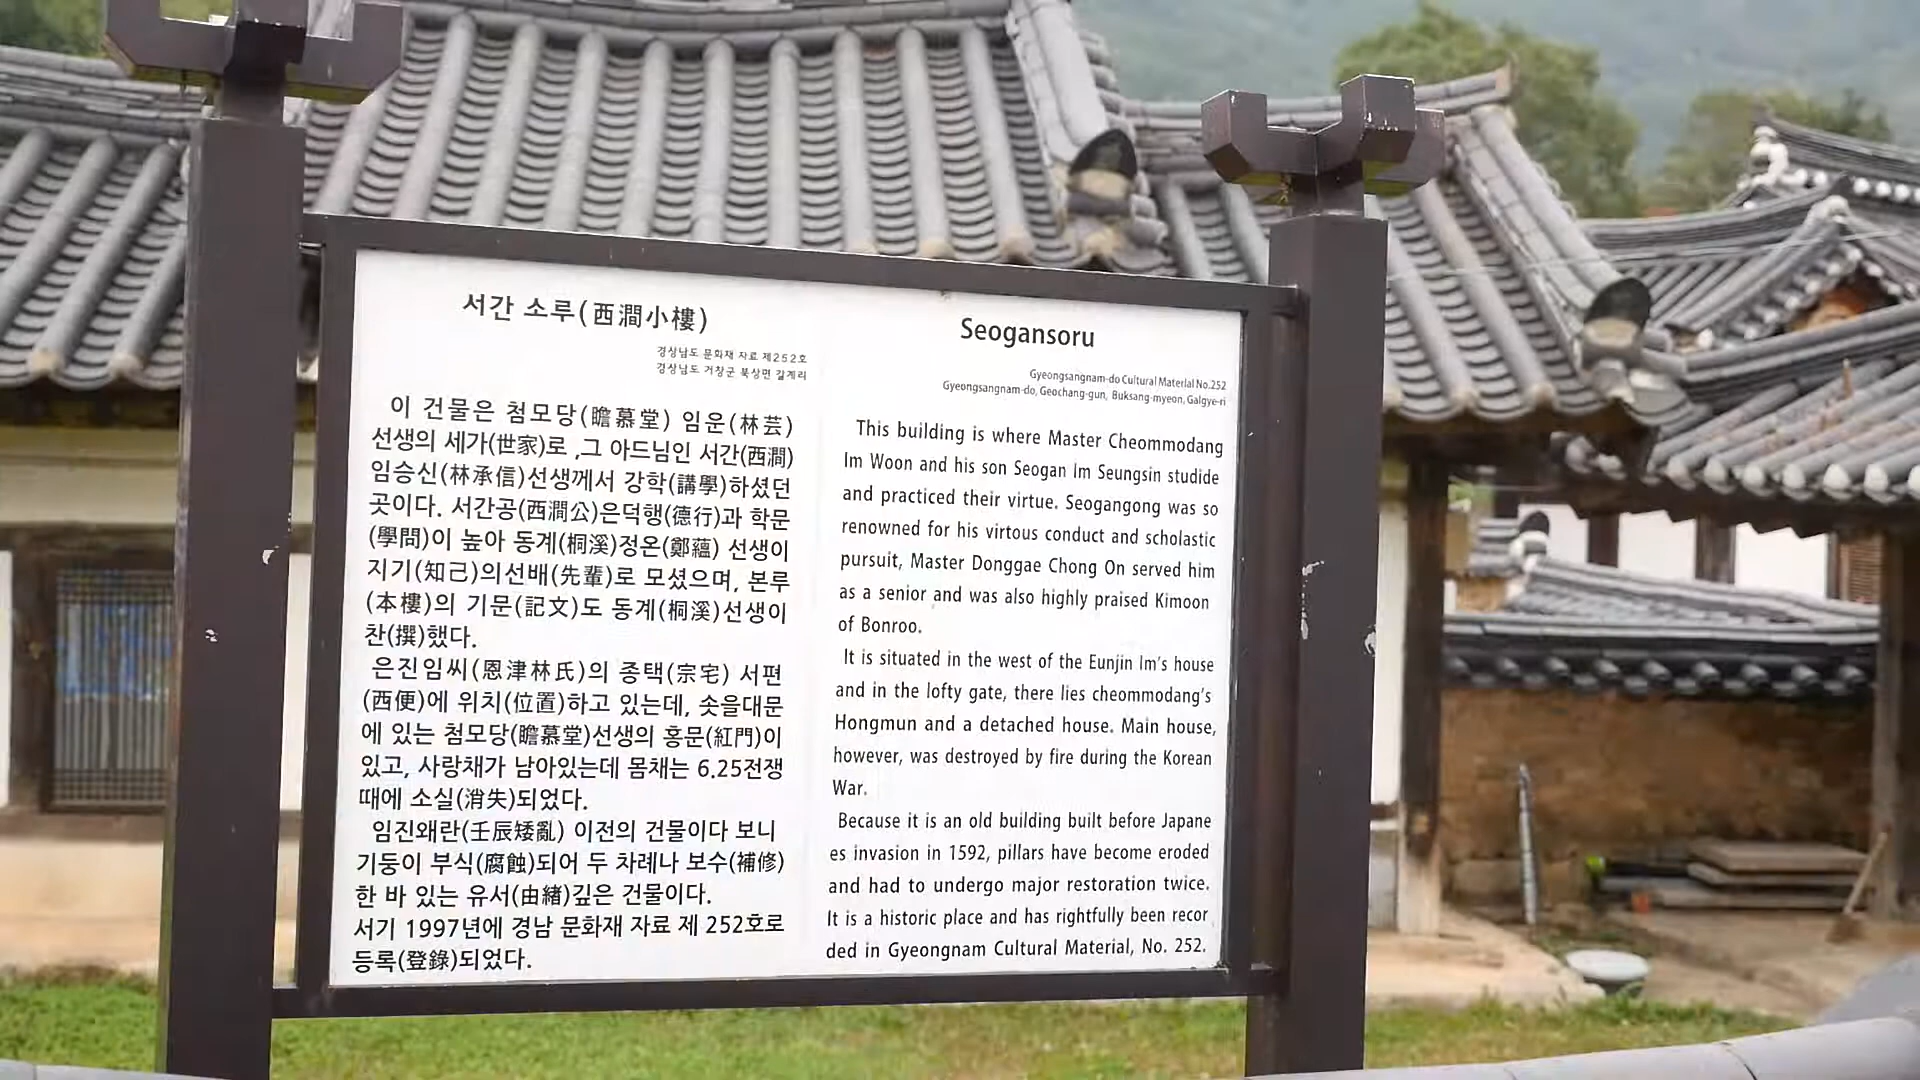 서간 소루(西澗小樓)
경상남도 문화재 자료 제252호
경상남도 거창군 북상면 갈계리
이 건물은 첨모당(瞻慕堂) 임운(林芸)
선생의 세가(世家)로 ,그 아드님인 서간(西澗)
임승신(林承信)선생께서 강학(講學)하셨던
곳이다. 서간공(西澗公)은덕행(德行)과 학문
(學問)이 높아 동계(桐溪)정온(鄭蘊) 선생이
지기(知己)의선배(先輩)로 모셨으며, 본루
(本樓)의 기문(記文)도 동계(桐溪)선생이
찬(撰)했다.
은진임씨(恩津林氏)의 종택(宗宅) 서편
(西便)에 위치(位置)하고 있는데, 솟을대문
에 있는 첨모당(瞻慕堂)선생의 홍문(紅門)이
있고, 사랑채가 남아있는데 몸채는 6.25전쟁
때에 소실(消失)되었다.
임진왜란(壬辰矮亂) 이전의 건물이다 보니
기둥이 부식(腐蝕)되어 두 차례나 보수(補修)
한 바 있는 유서(由緖)깊은 건물이다.
서기 1997년에 경남 문화재 자료 제 252호로
등록(登錄)되었다.
Seogansoru
Gyeongsangnam-do Cultural Material No.252
Gyeongsangnam-do, Geochang-gun, Buksang-myeon, Galgye-ri
This building is where Master Cheommodang
Im Woon and his son Seogan Im Seungsin studide
and practiced their virtue. Seogangong was so
renowned for his virtous conduct and scholastic
pursuit, Master Donggae Chong On served him
as a senior and was also highly praised Kimoon
of Bonroo.
It is situated in the west of the Eunjin Im's house
and in the lofty gate, there lies cheommodang's
Hongmun and a detached house. Main house,
however, was destroyed by fire during the Korean
War.
Because it is an old building built before Japane
es invasion in 1592, pillars have become eroded
and had to undergo major restoration twice.
It is a historic place and has rightfully been recor
ded in Gyeongnam Cultural Material, No. 252.